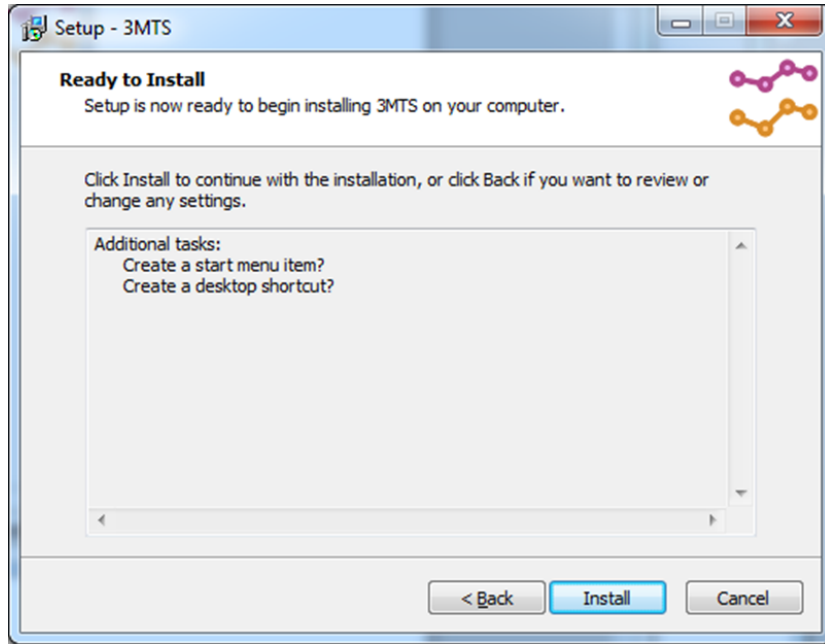 Setup - 3MTS
Ready to Install
Setup is now ready to begin installing 3MTS on your computer.
Click Install to continue with the installation, or click Back if you want to review or
change any settings.
Additional tasks:
Create a start menu item?
Create a desktop shortcut?
< Back
Install
Cancel